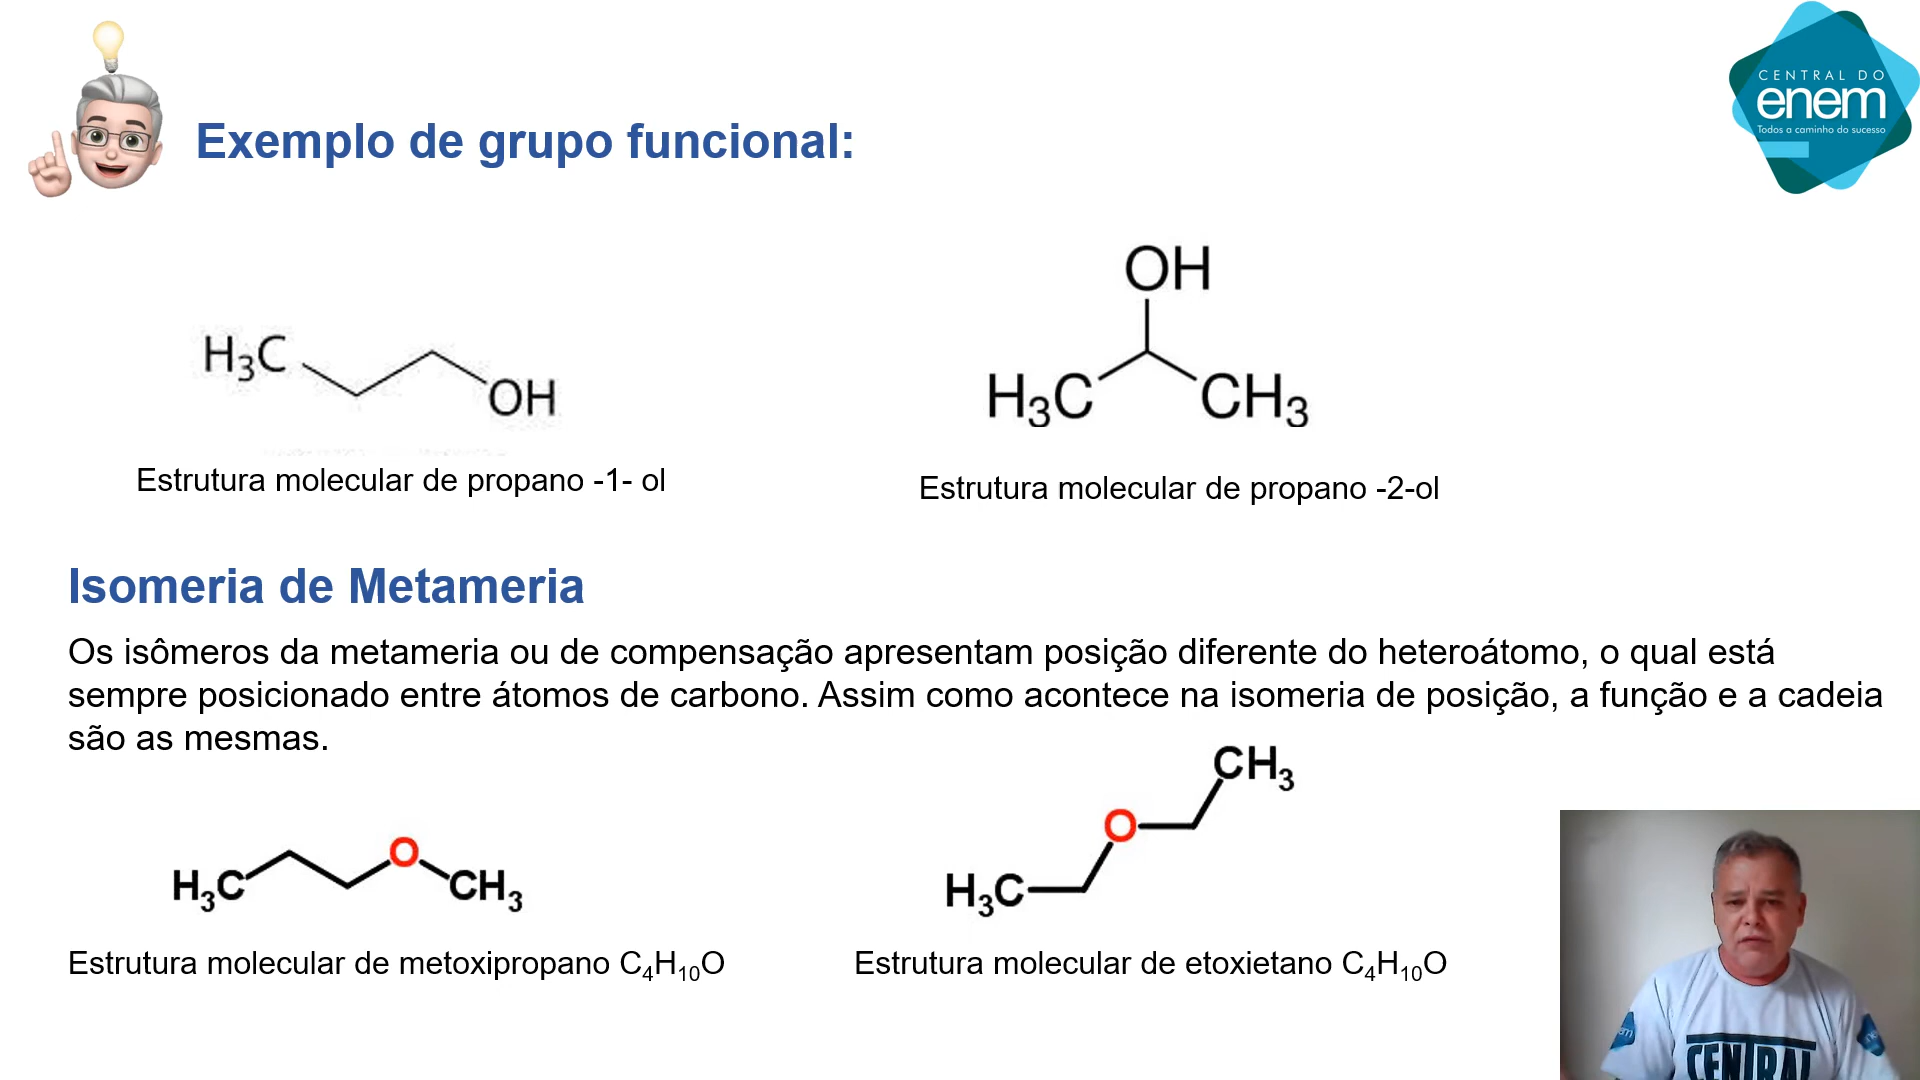 CENTRAL DO
enem
Todos a caminho do sucesso
Exemplo de grupo funcional:
H₃C
OH
OH
H₃C
CH₃
Estrutura molecular de propano -1- ol
Estrutura molecular de propano -2-ol
Isomeria de Metameria
Os isômeros da metameria ou de compensação apresentam posição diferente do heteroátomo, o qual está
sempre posicionado entre átomos de carbono. Assim como acontece na isomeria de posição, a função e a cadeia
são as mesmas.
H₃C
O
CH₃
CH₃
O
H₃C
Estrutura molecular de metoxipropano C₄H₁₀O
Estrutura molecular de etoxietano C₄H₁₀O
CENTRAL